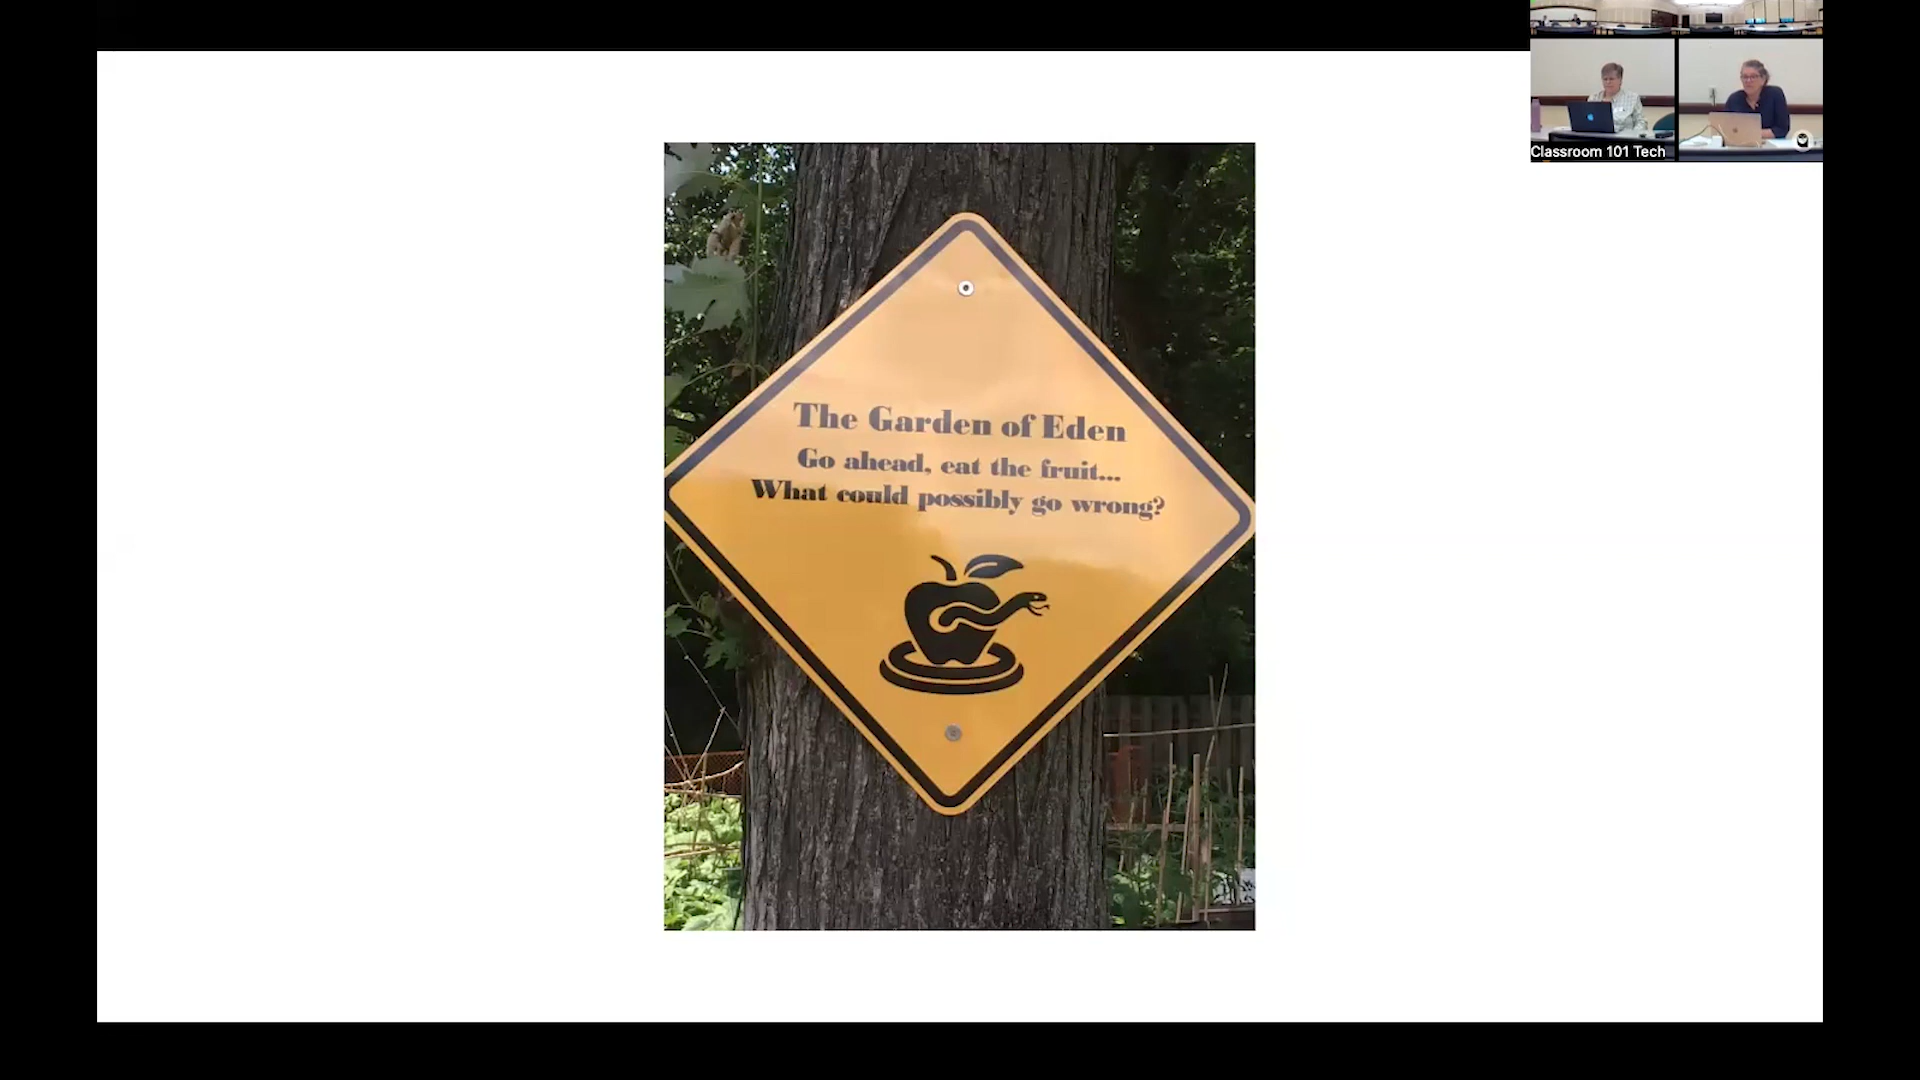 Classroom 101 Tech
The Garden of Eden
Go ahead, eat the fruit...
What could possibly go wrong?